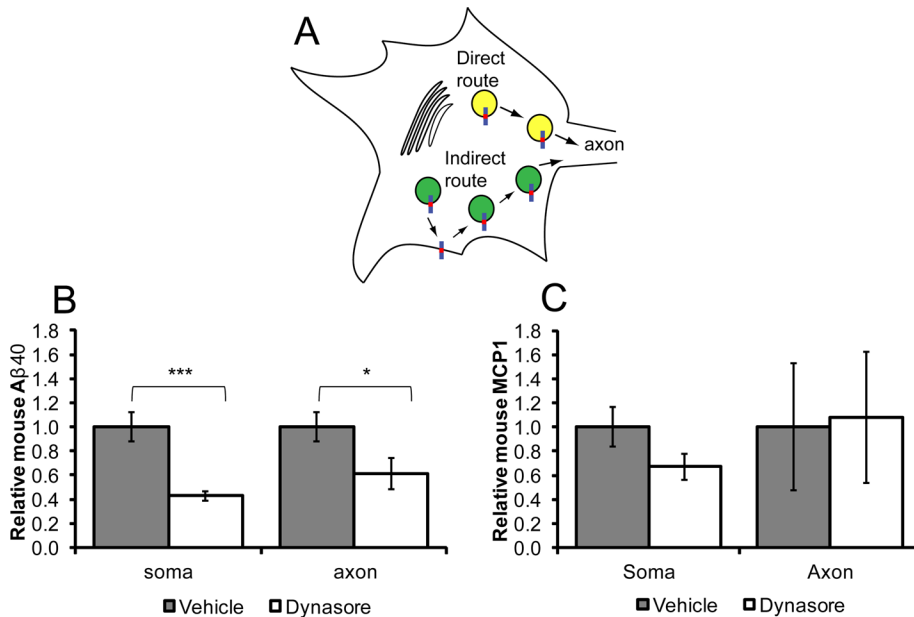 A
Direct
route
axon
Indirect
route
B
Relative mouse Aβ40
1.8
1.6
1.4
1.2
1.0
0.8
0.6
0.4
0.2
0.0
***
*
soma
axon
Vehicle
Dynasore
C
Relative mouse MCP1
1.8
1.6
1.4
1.2
1.0
0.8
0.6
0.4
0.2
0.0
Soma
Axon
Vehicle
Dynasore